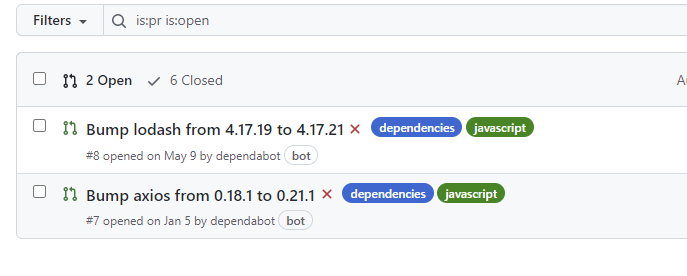 Filters is:pr is:open
2 Open 6 Closed
Bump lodash from 4.17.19 to 4.17.21 dependencies javascript
#8 opened on May 9 by dependabot bot
Bump axios from 0.18.1 to 0.21.1 dependencies javascript
#7 opened on Jan 5 by dependabot bot